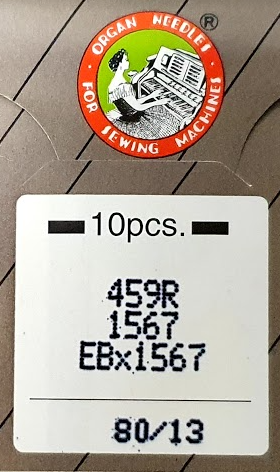 ORGAN NEEDLES ®
FOR SEWING MACHINES
10pcs.
459R
1567
EBx1567
80/13